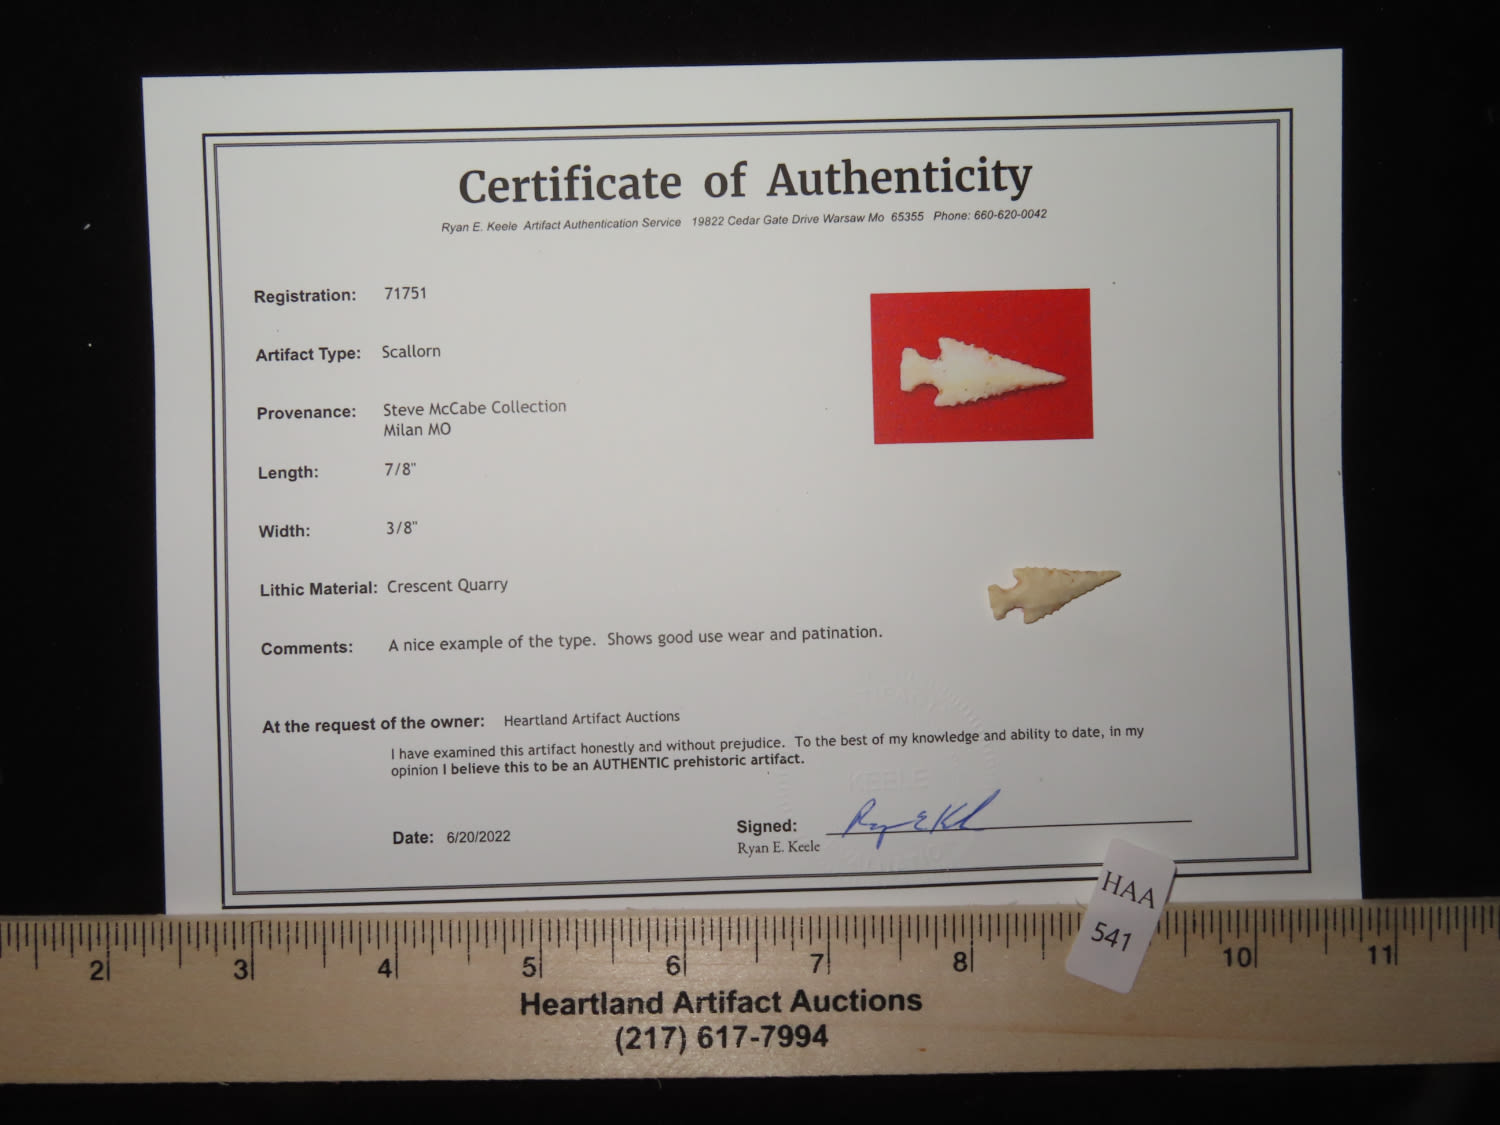 Certificate of Authenticity
Ryan E. Keele Artifact Authentication Service 19822 Cedar Gate Drive Warsaw Mo 65355 Phone: 660-620-0042
Registration: 71751
Artifact Type: Scallorn
Provenance: Steve McCabe Collection
Milan MO
Length: 7/8"
Width: 3/8"
Lithic Material: Crescent Quarry
Comments: A nice example of the type. Shows good use wear and patination.
At the request of the owner: Heartland Artifact Auctions
I have examined this artifact honestly and without prejudice. To the best of my knowledge and ability to date, in my
opinion I believe this to be an AUTHENTIC prehistoric artifact.
KEELE
Date: 6/20/2022
Signed: Ryan E Keele
Ryan E. Keele
HAA
541
2 3 4 5 6 7 8 10 11
Heartland Artifact Auctions
(217) 617-7994